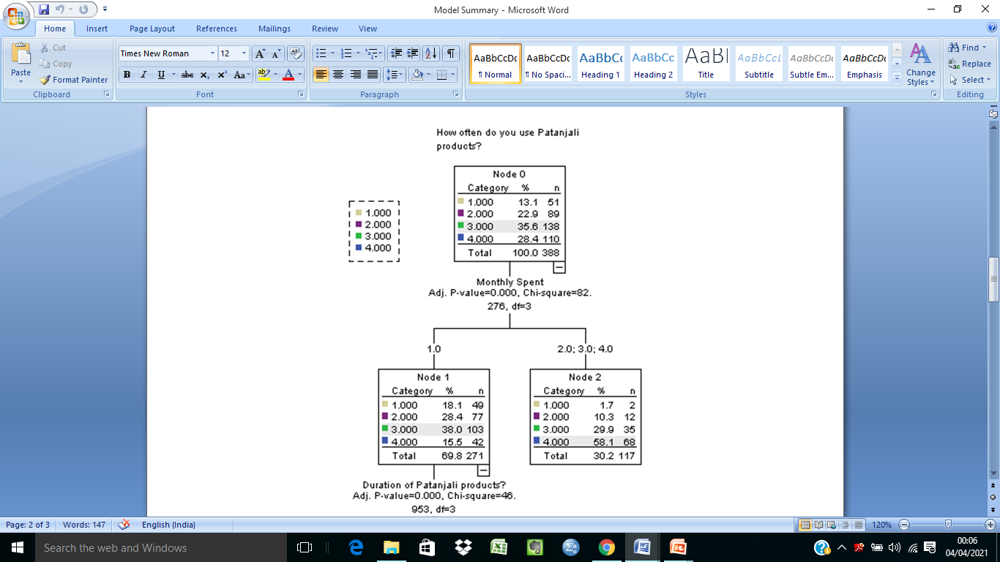 Model Summary - Microsoft Word
Home Insert Page Layout References Mailings Review View
Paste
Cut
Copy
Format Painter
Clipboard
Times New Roman 12
B I U abc x₂ x² Aa
Font
Paragraph
AaBbCcDc AaBbCcDc AaBbC AaBbCc AaBl AaBbCcL AaBbCcDc AaBbCcDc
¶ Normal ¶ No Spaci... Heading 1 Heading 2 Title Subtitle Subtle Em... Emphasis
Change
Styles
Styles
Find
Replace
Select
Editing
How often do you use Patanjali
products?
Node 0
Category % n
1.000 13.1 51
2.000 22.9 89
3.000 35.6 138
4.000 28.4 110
Total 100.0 388
1.000
2.000
3.000
4.000
Monthly Spent
Adj. P-value=0.000, Chi-square=82.
276, df=3
1.0
2.0; 3.0; 4.0
Node 1
Category % n
1.000 18.1 49
2.000 28.4 77
3.000 38.0 103
4.000 15.5 42
Total 69.8 271
Node 2
Category % n
1.000 1.7 2
2.000 10.3 12
3.000 29.9 35
4.000 58.1 68
Total 30.2 117
Duration of Patanjali products?
Adj. P-value=0.000, Chi-square=46.
953, df=3
Page: 2 of 3 Words: 147 English (India) 120%
Search the web and Windows
00:06
04/04/2021